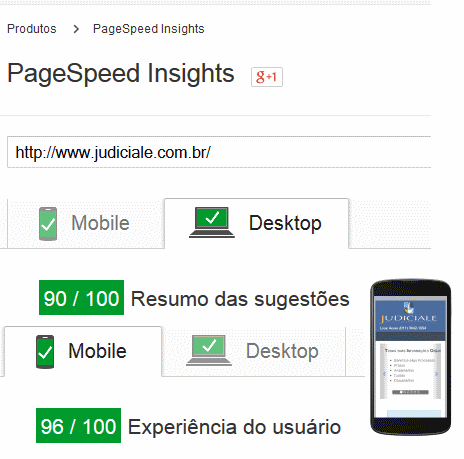 Produtos > PageSpeed Insights
PageSpeed Insights g+1
http://www.judiciale.com.br/
Mobile Desktop
90 / 100 Resumo das sugestões
JUDICIALE
Mobile Desktop
96 / 100 Experiência do usuário